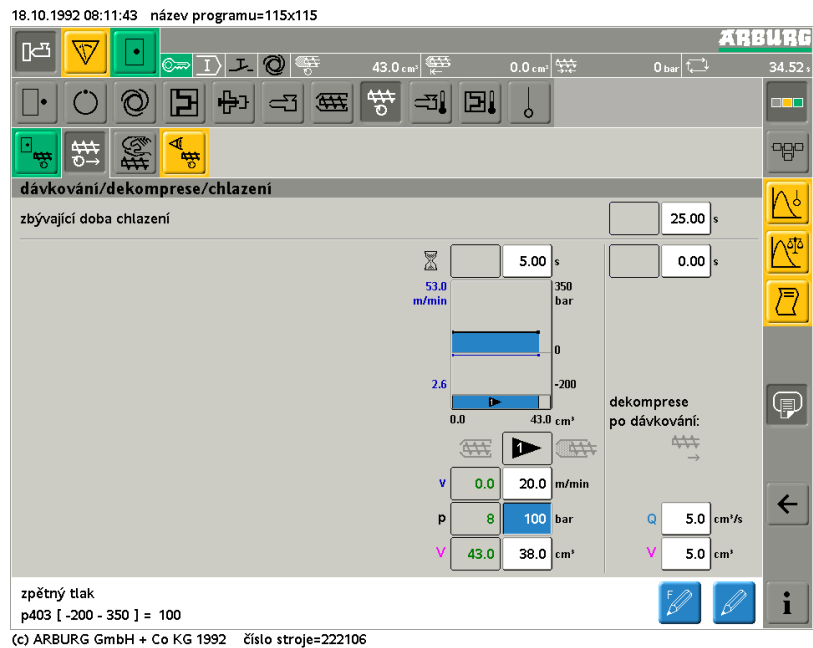 18.10.1992 08:11:43 název programu=115x115
ARBURG
43.0 cm³ 0.0 cm³ 0 bar 34.52 s
dávkování/dekomprese/chlazení
zbývající doba chlazení 25.00 s
5.00 s 0.00 s
53.0 350
m/min bar
0
2.6 -200
1
0.0 43.0 cm³
dekomprese
po dávkování:
1
v 0.0 20.0 m/min
p 8 100 bar Q 5.0 cm³/s
V 43.0 38.0 cm³ V 5.0 cm³
zpětný tlak
p403 [ -200 - 350 ] = 100
F
i
(c) ARBURG GmbH + Co KG 1992 číslo stroje=222106